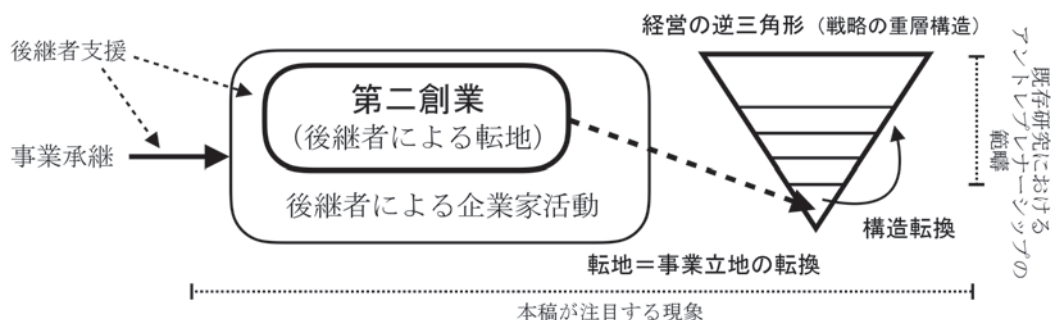 経営の逆三角形（戦略の重層構造）
後継者支援
第二創業
（後継者による転地）
事業承継
後継者による企業家活動
構造転換
転地＝事業立地の転換
本稿が注目する現象
既存研究における
アントレプレナーシップの
範疇